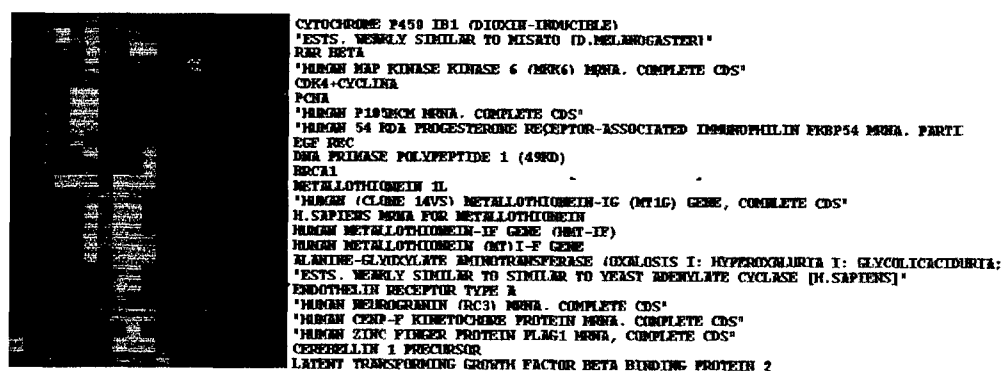 CYTOCHROME P450 IB1 (DIOXIN-INDUCIBLE)
"ESTS, WEAKLY SIMILAR TO MISATO [D.MELANOGASTER]"
RAR BETA
"HUMAN MAP KINASE KINASE 6 (MKK6) MRNA, COMPLETE CDS"
CDK4+CYCLINA
PCNA
"HUMAN P105MCM MRNA, COMPLETE CDS"
"HUMAN 54 KDA PROGESTERONE RECEPTOR-ASSOCIATED IMMUNOPHILIN FKBP54 MRNA, PARTI
EGF REC
DNA PRIMASE POLYPEPTIDE 1 (49KD)
BRCA1
METALLOTHIONEIN 1L
"HUMAN (CLONE 14VS) METALLOTHIONEIN-IG (MT1G) GENE, COMPLETE CDS"
H.SAPIENS MRNA FOR METALLOTHIONEIN
HUMAN METALLOTHIONEIN-IF GENE (HMT-IF)
HUMAN METALLOTHIONEIN (MT)I-F GENE
ALANINE-GLYOXYLATE AMINOTRANSFERASE (OXALOSIS I: HYPEROXALURIA I: GLYCOLICACIDURIA;
"ESTS, WEAKLY SIMILAR TO SIMILAR TO YEAST ADENYLATE CYCLASE [H.SAPIENS]"
ENDOTHELIN RECEPTOR TYPE A
"HUMAN NEUROGRANIN (RC3) MRNA, COMPLETE CDS"
"HUMAN CENP-F KINETOCHORE PROTEIN MRNA, COMPLETE CDS"
"HUMAN ZINC FINGER PROTEIN PLAG1 MRNA, COMPLETE CDS"
CEREBELLIN 1 PRECURSOR
LATENT TRANSFORMING GROWTH FACTOR BETA BINDING PROTEIN 2